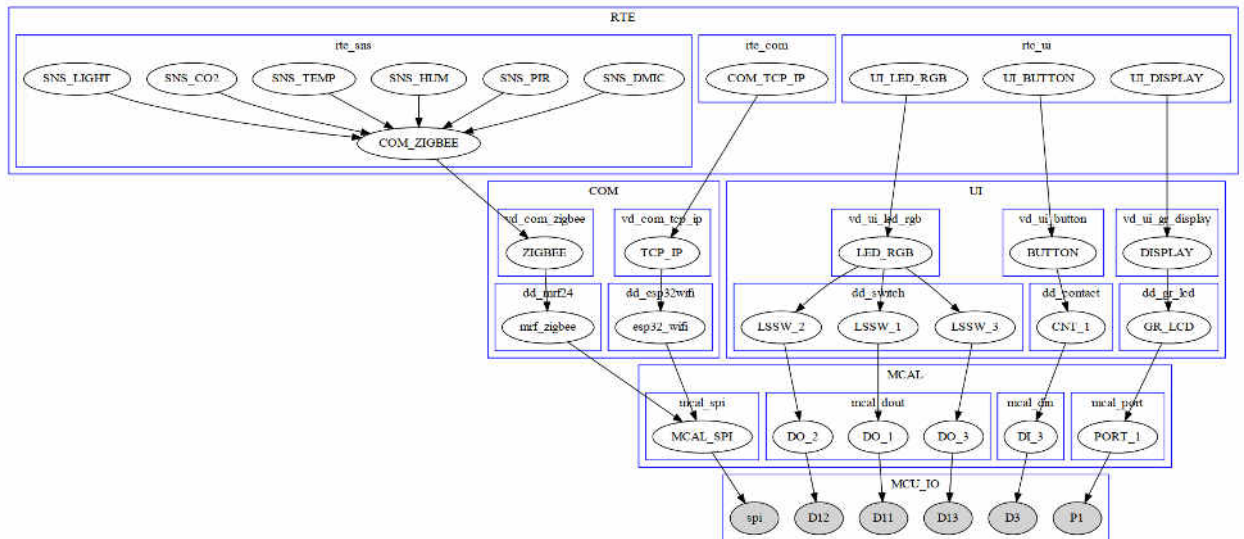 RTE
rte_sns
rte_com
rte_ui
SNS_LIGHT SNS_CO2 SNS_TEMP SNS_HUM SNS_PIR SNS_DMIC COM_TCP_IP UI_LED_RGB UI_BUTTON UI_DISPLAY
COM_ZIGBEE
COM UI
vd_com_zigbee vd_com_tcp_ip vd_ui_led_rgb vd_ui_button vd_ui_gr_display
ZIGBEE TCP_IP LED_RGB BUTTON DISPLAY
dd_mrf24 dd_esp32wifi dd_switch dd_contact dd_gr_lcd
mrf_zigbee esp32_wifi LSSW_2 LSSW_1 LSSW_3 CNT_1 GR_LCD
MCAL
mcal_spi mcal_dout mcal_din mcal_port
MCAL_SPI DO_2 DO_1 DO_3 DI_3 PORT_1
MCU_IO
spi D12 D11 D13 D3 P1